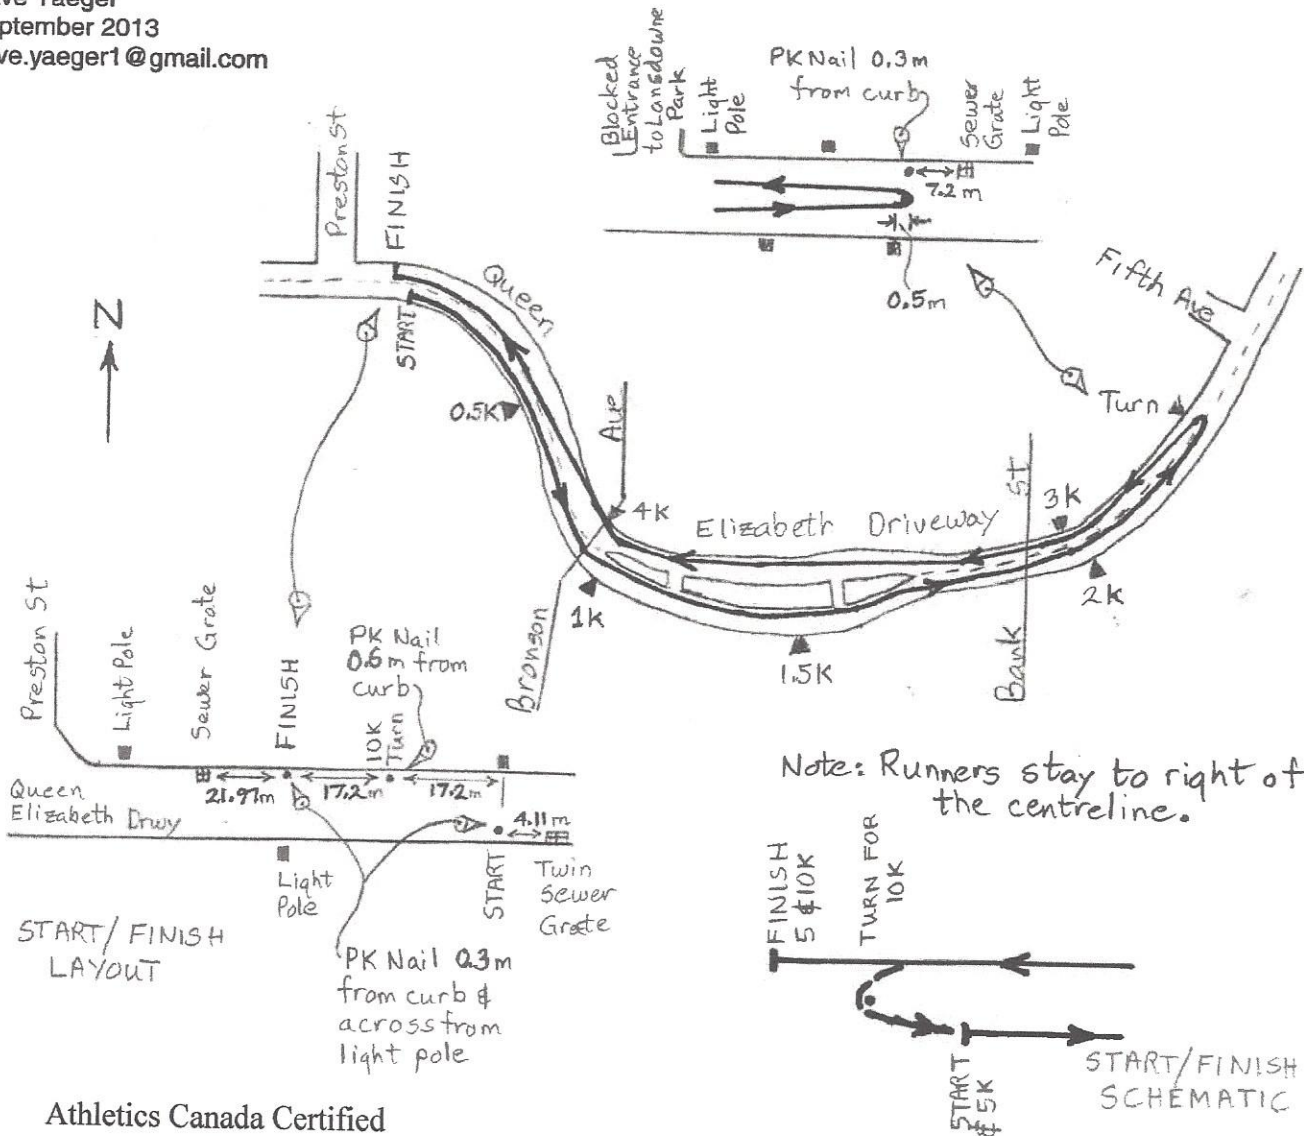 ptember 2013
ve.yaeger1@gmail.com
Blocked
Entrance
to Lansdowne
Park
Light
Pole
PK Nail 0.3m
from curb
Sewer
Grate
Light
Pole
7.2m
0.5m
Preston St
FINISH
START
Queen
N
Fifth Ave
Turn
0.5K
Ave
4K
Elizabeth Driveway
St
3K
2K
1K
1.5K
Bronson
Bank
Preston St
Light Pole
Sewer Grate
FINISH
PK Nail
0.6m from
curb
10K
Turn
21.97m
17.2m
17.2m
Queen
Elizabeth Drwy
4.11m
Light
Pole
START
Twin
Sewer
Grate
START/FINISH
LAYOUT
PK Nail 0.3m
from curb &
across from
light pole
Note: Runners stay to right of
the centreline.
FINISH
5 & 10K
TURN FOR
10K
START
& 5K
START/FINISH
SCHEMATIC
Athletics Canada Certified